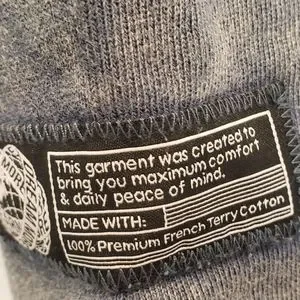 This garment was created to
bring you maximum comfort
& daily peace of mind.
MADE WITH:
100% Premium French Terry Cotton